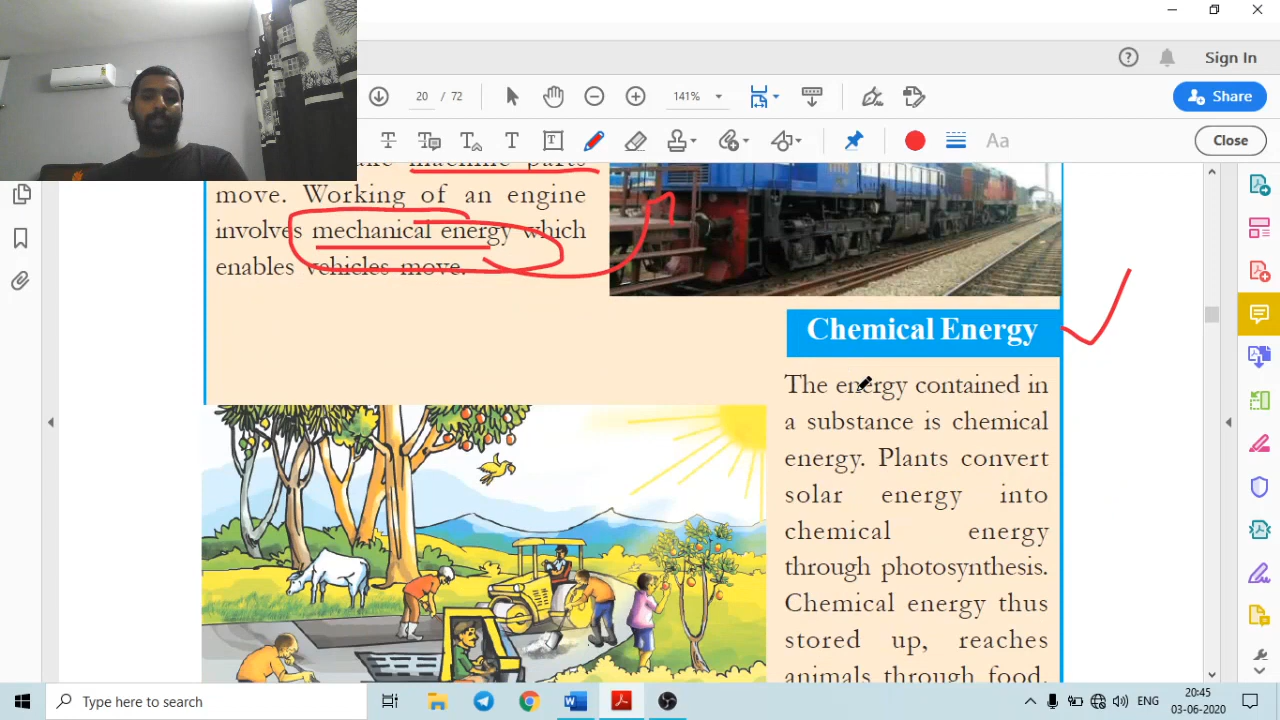 Sign In
20 / 72
141%
Share
Close
Aa
machine parts
move. Working of an engine
involves mechanical energy which
enables vehicles move.
Chemical Energy
The energy contained in
a substance is chemical
energy. Plants convert
solar energy into
chemical energy
through photosynthesis.
Chemical energy thus
stored up, reaches
animals through food.
Type here to search
ENG
20:45
03-06-2020